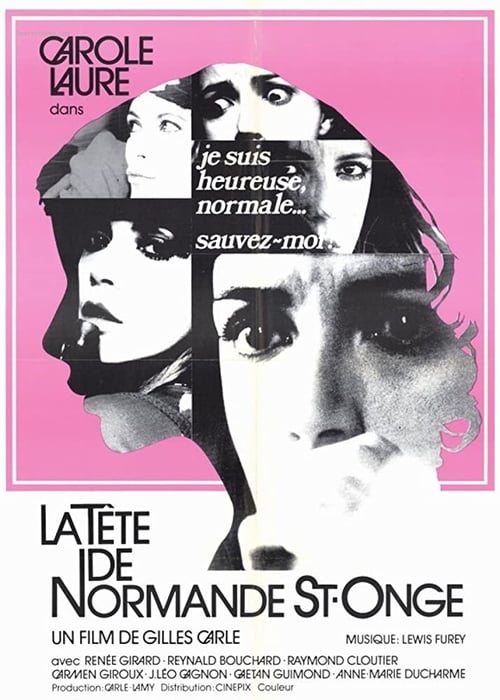 CAROLE
LAURE
dans
je suis
heureuse,
normale...
sauvez-moi!
LA TÊTE
DE
NORMANDE ST-ONGE
UN FILM DE GILLES CARLE
MUSIQUE: LEWIS FUREY
avec RENÉE GIRARD · REYNALD BOUCHARD · RAYMOND CLOUTIER
CARMEN GIROUX · J.LÉO GAGNON · GAETAN GUIMOND · ANNE-MARIE DUCHARME
Production: CARLE-LAMY Distribution: CINEPIX Couleur